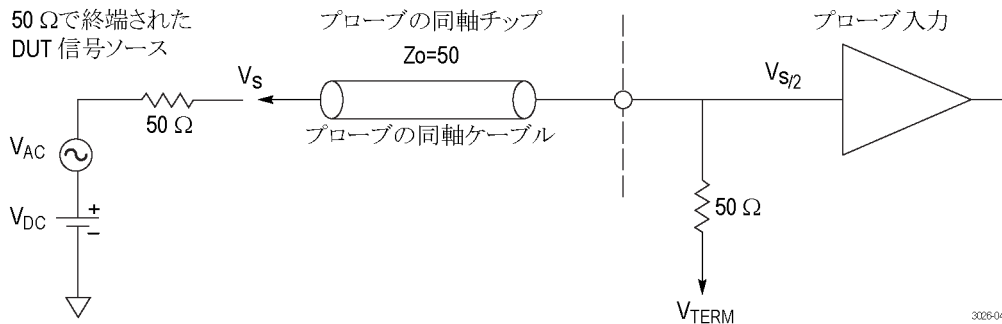 50 Ωで終端された
DUT 信号ソース
プローブの同軸チップ
Zo=50
プローブ入力
VS
VS/2
50 Ω
プローブの同軸ケーブル
VAC
VDC
+
–
50 Ω
VTERM
3026-04